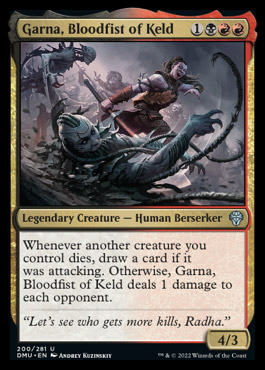 Garna, Bloodfist of Keld 1
Legendary Creature — Human Berserker
Whenever another creature you
control dies, draw a card if it
was attacking. Otherwise, Garna,
Bloodfist of Keld deals 1 damage to
each opponent.
“Let’s see who gets more kills, Radha.”
4/3
200/281 U
DMU • EN ANDREY KUZINSKIY ™ & © 2022 Wizards of the Coast